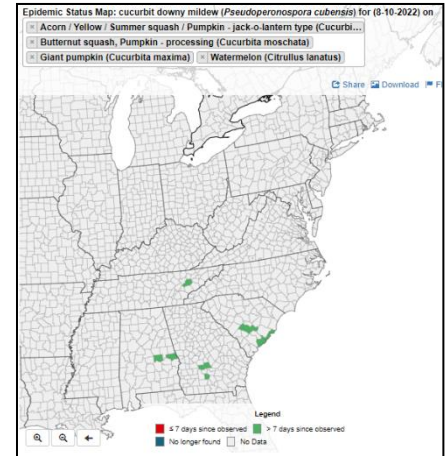 Epidemic Status Map: cucurbit downy mildew (Pseudoperonospora cubensis) for (8-10-2022) on
× Acorn / Yellow / Summer squash / Pumpkin - jack-o-lantern type (Cucurbi...
× Butternut squash, Pumpkin - processing (Cucurbita moschata)
× Giant pumpkin (Cucurbita maxima) × Watermelon (Citrullus lanatus)
Share Download Fl
Legend
≤ 7 days since observed > 7 days since observed
No longer found No Data